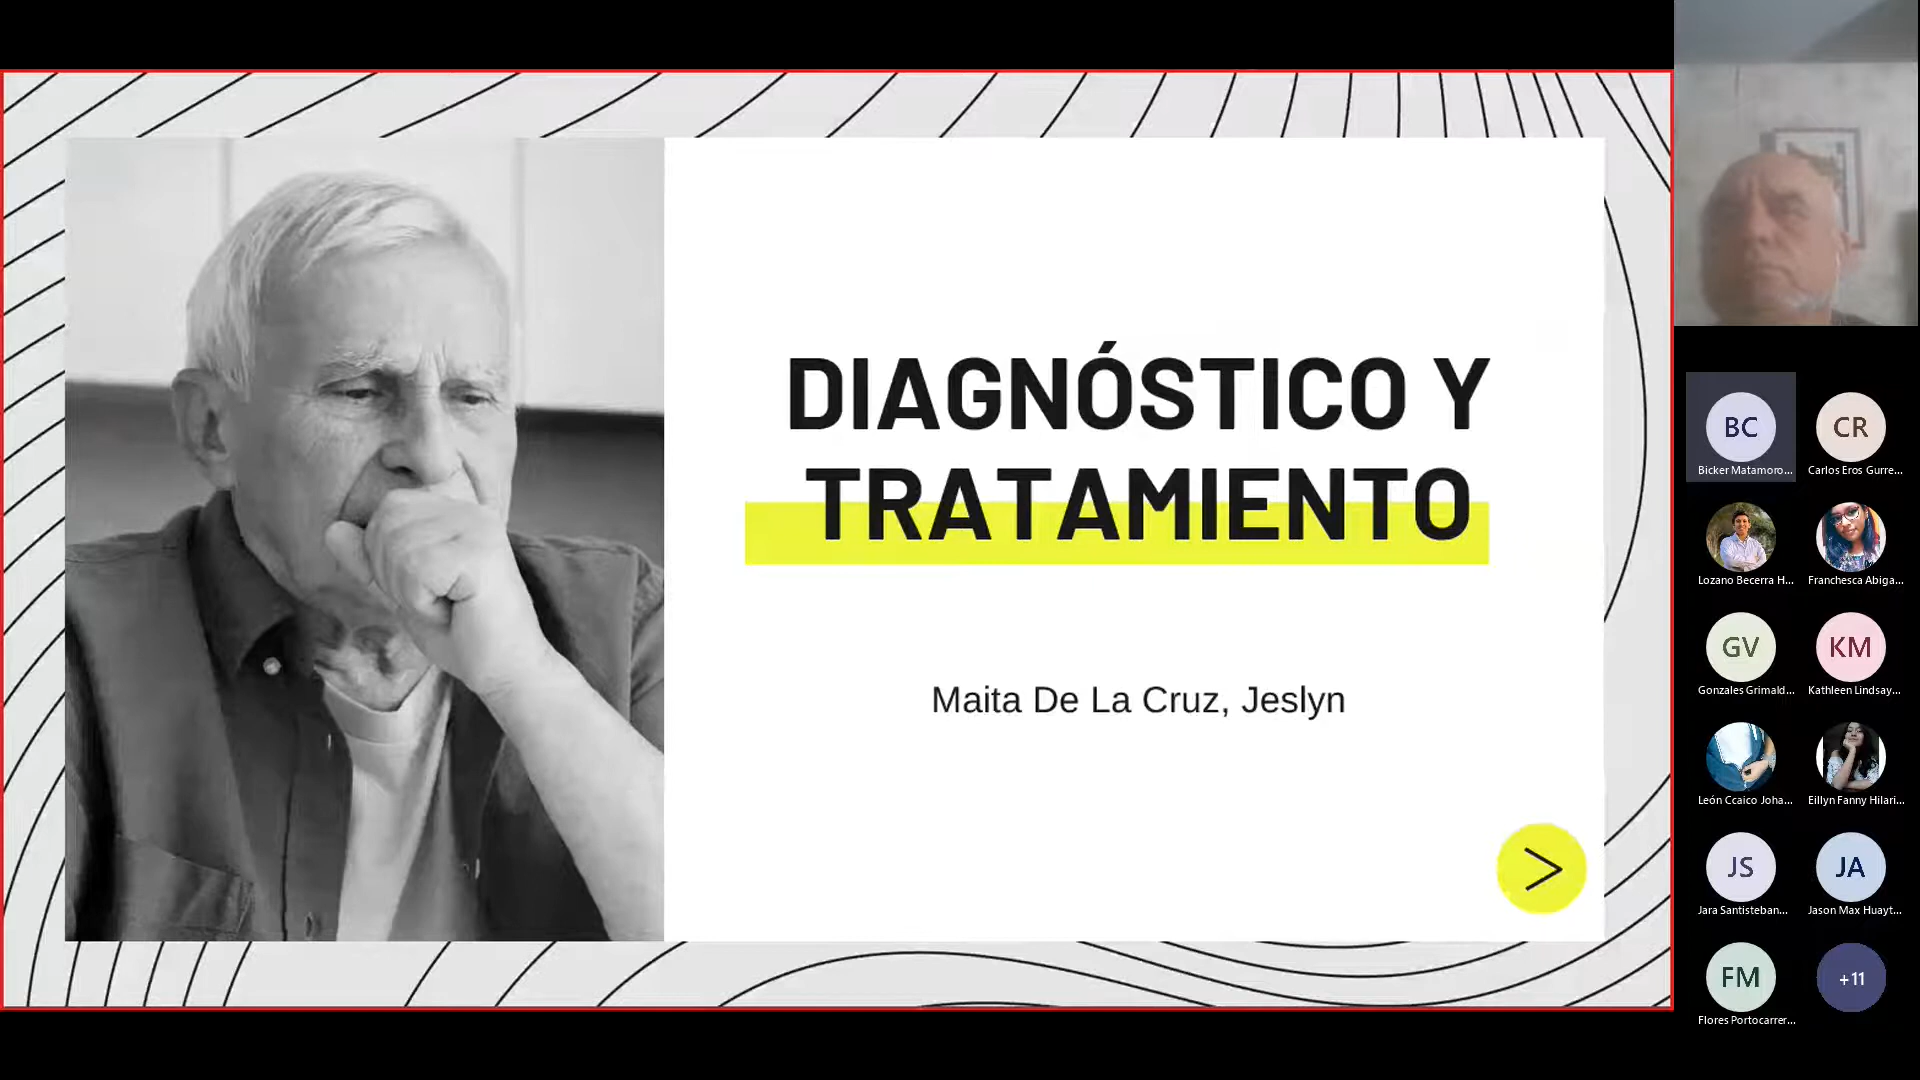 DIAGNÓSTICO Y
TRATAMIENTO
Maita De La Cruz, Jeslyn
>
BC
CR
Bicker Matamoro...
Carlos Eros Gurre...
Lozano Becerra H...
Franchesca Abiga...
GV
KM
Gonzales Grimald...
Kathleen Lindsay...
León Ccaico Joha...
Eillyn Fanny Hilari...
JS
JA
Jara Santisteban...
Jason Max Huayt...
FM
+11
Flores Portocarrer...